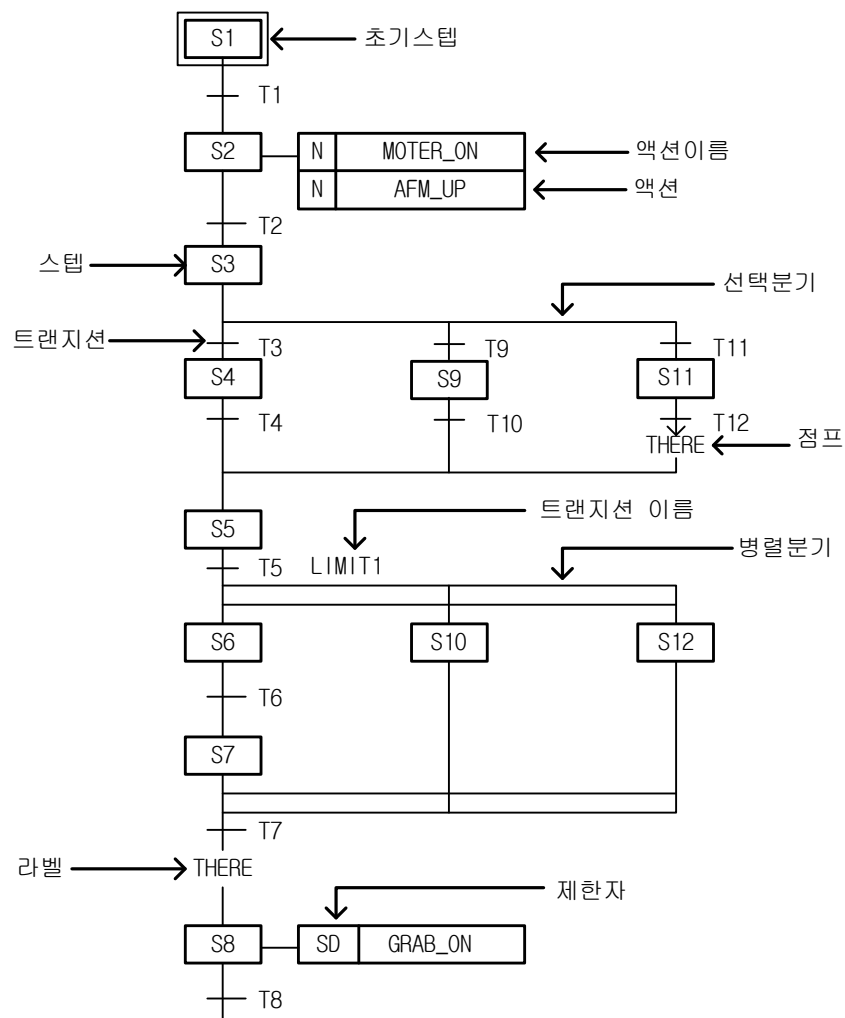 S1 초기스텝
T1
S2 N MOTER_ON 액션이름
N AFM_UP 액션
T2
스텝 S3
선택분기
트랜지션 T3 T9 T11
S4 S9 S11
T4 T10 T12
THERE 점프
트랜지션 이름
S5
병렬분기
T5 LIMIT1
S6 S10 S12
T6
S7
T7
라벨 THERE
제한자
S8 SD GRAB_ON
T8